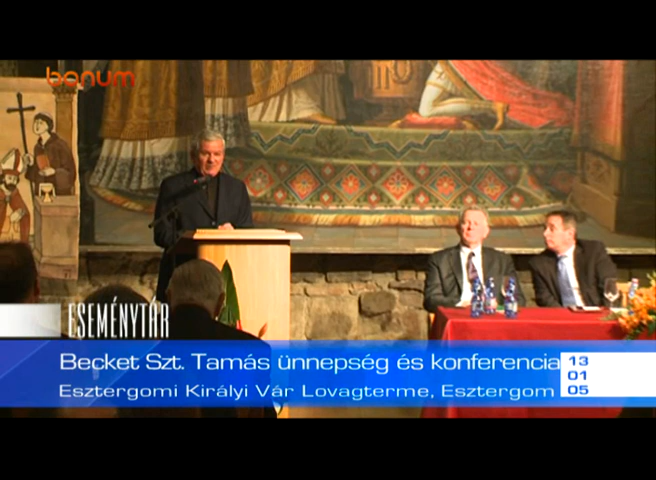 bonum
ESEMÉNYTÁR
Becket Szt. Tamás ünnepség és konferencia
Esztergomi Királyi Vár Lovagterme, Esztergom
13
01
05